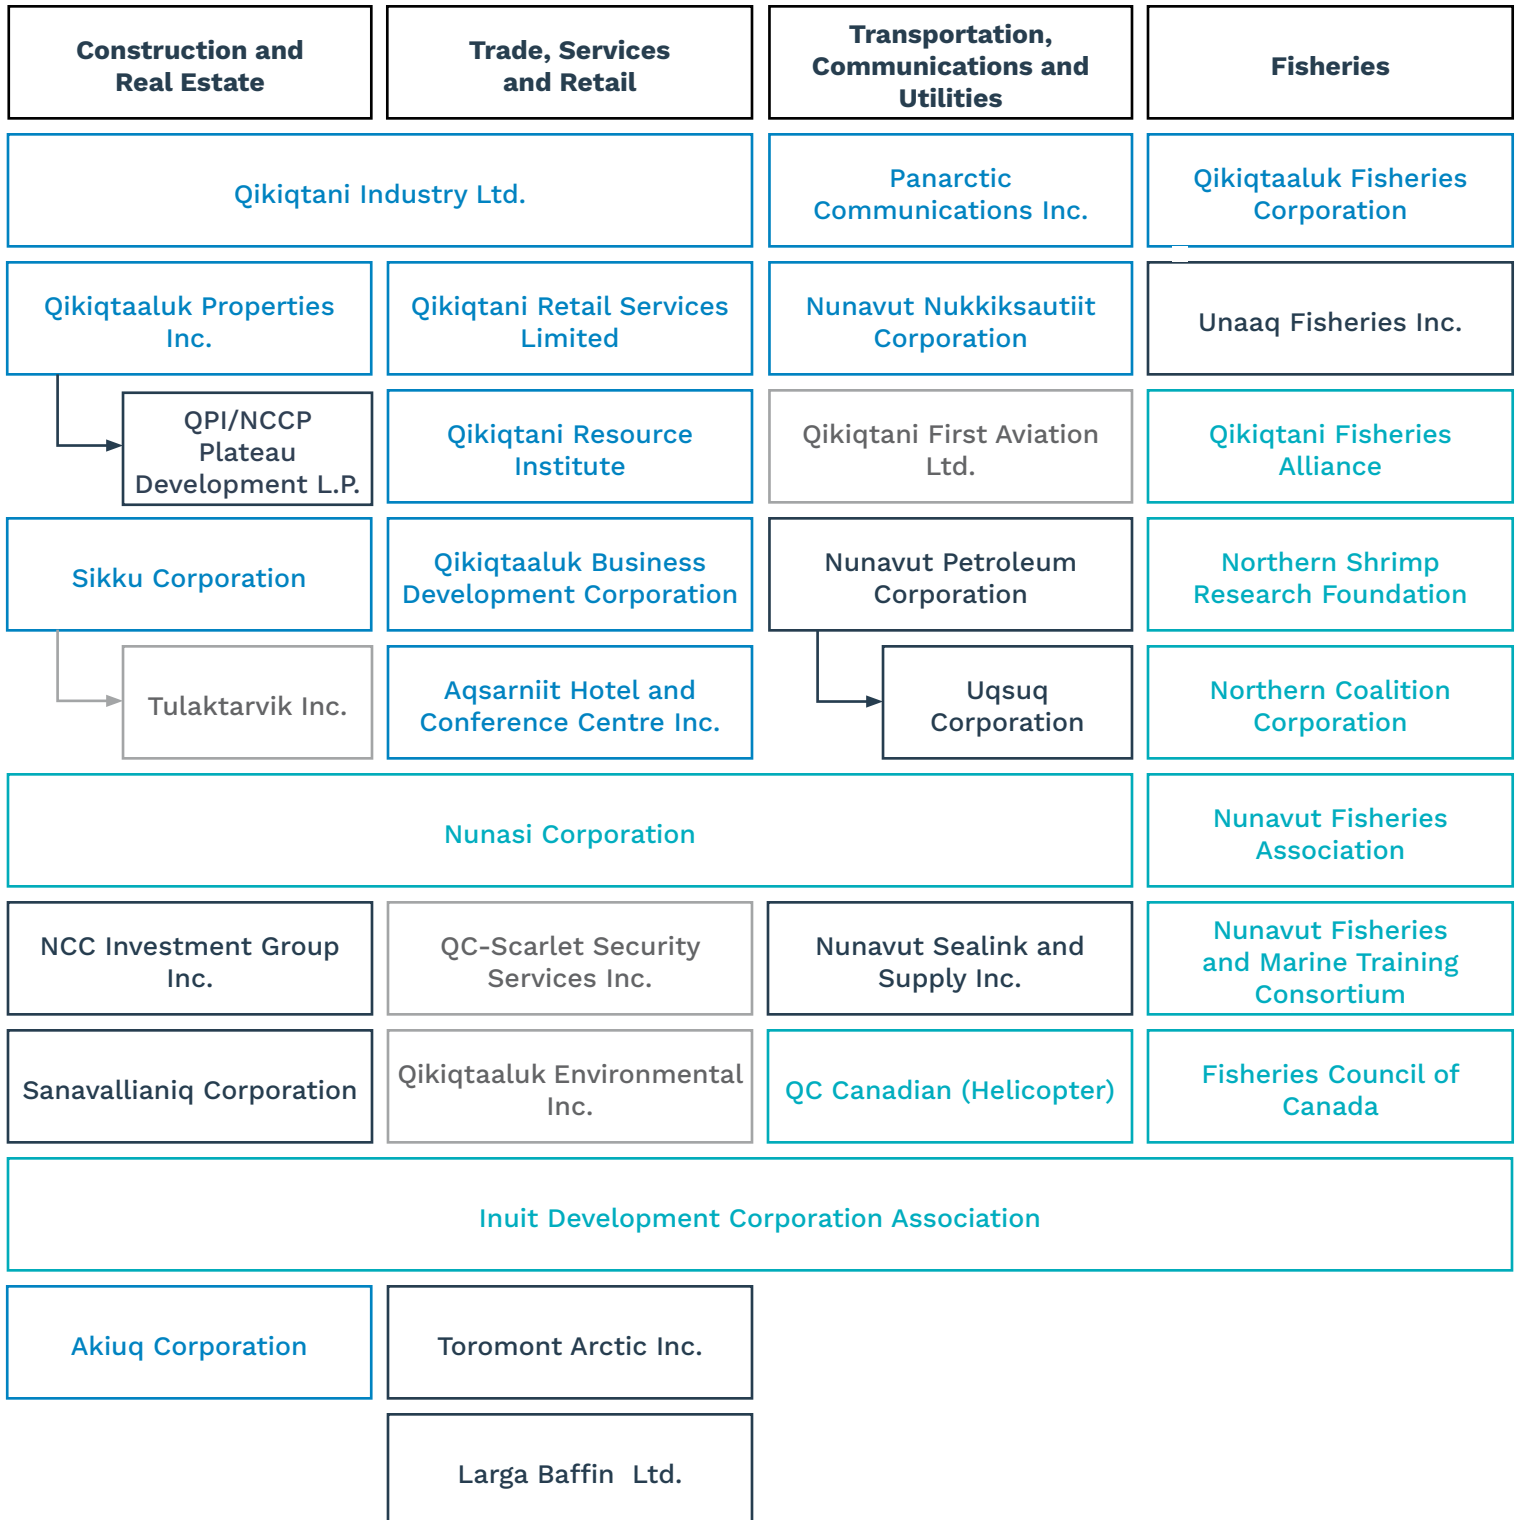 Construction and
Real Estate
Trade, Services
and Retail
Transportation,
Communications and
Utilities
Fisheries
Qikiqtani Industry Ltd.
Panarctic
Communications Inc.
Qikiqtaaluk Fisheries
Corporation
Qikiqtaaluk Properties
Inc.
Qikiqtani Retail Services
Limited
Nunavut Nukkiksautiit
Corporation
Unaaq Fisheries Inc.
QPI/NCCP
Plateau
Development L.P.
Qikiqtani Resource
Institute
Qikiqtani First Aviation
Ltd.
Qikiqtani Fisheries
Alliance
Sikku Corporation
Qikiqtaaluk Business
Development Corporation
Nunavut Petroleum
Corporation
Northern Shrimp
Research Foundation
Tulaktarvik Inc.
Aqsarniit Hotel and
Conference Centre Inc.
Uqsuq
Corporation
Northern Coalition
Corporation
Nunasi Corporation
Nunavut Fisheries
Association
NCC Investment Group
Inc.
QC-Scarlet Security
Services Inc.
Nunavut Sealink and
Supply Inc.
Nunavut Fisheries
and Marine Training
Consortium
Sanavallianiq Corporation
Qikiqtaaluk Environmental
Inc.
QC Canadian (Helicopter)
Fisheries Council of
Canada
Inuit Development Corporation Association
Akiuq Corporation
Toromont Arctic Inc.
Larga Baffin Ltd.